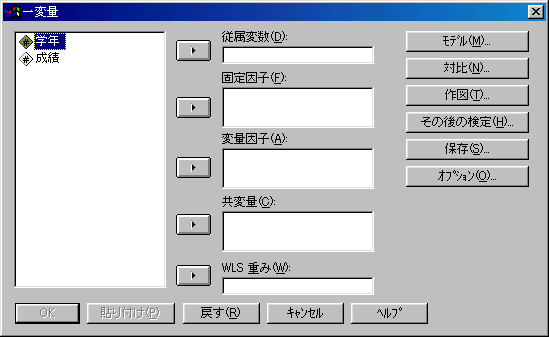 一変量
学年
成績
従属変数(D):
固定因子(F):
変量因子(A):
共変量(C):
WLS 重み(W):
ﾓﾃﾞﾙ(M)...
対比(N)...
作図(T)...
その後の検定(H)...
保存(S)...
ｵﾌﾟｼｮﾝ(O)...
OK
貼り付け(P)
戻す(R)
ｷｬﾝｾﾙ
ﾍﾙﾌﾟ